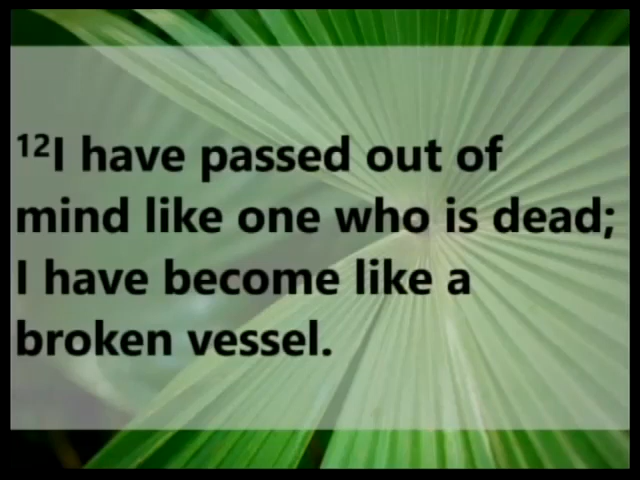 ¹²I have passed out of
mind like one who is dead;
I have become like a
broken vessel.